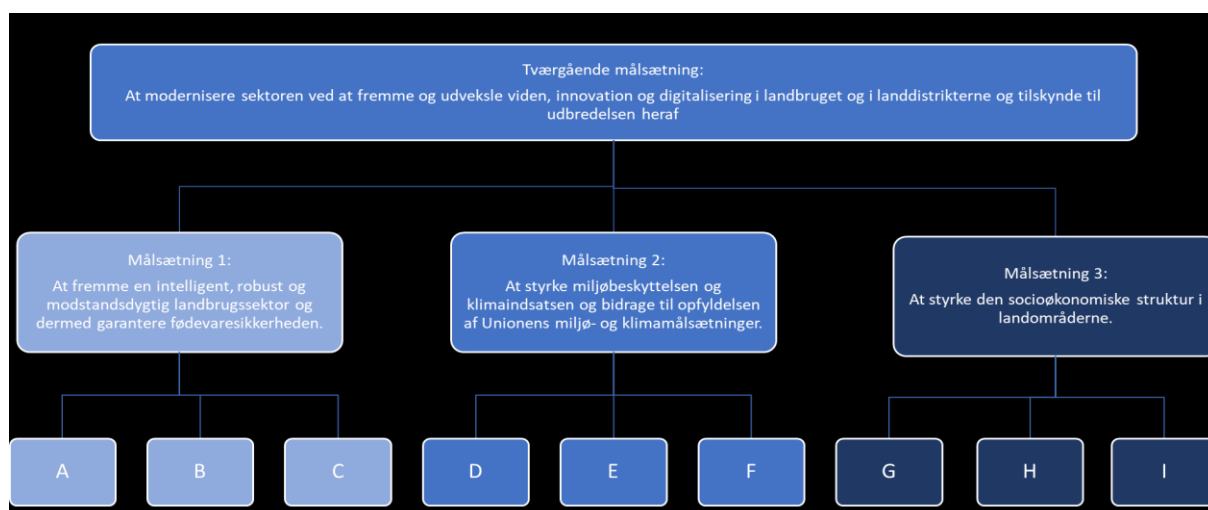 Tværgående målsætning:
At modernisere sektoren ved at fremme og udveksle viden, innovation og digitalisering i landbruget og i landdistrikterne og tilskynde til
udbredelsen heraf
Målsætning 1:
At fremme en intelligent, robust og
modstandsdygtig landbrugssektor og
dermed garantere fødevaresikkerheden.
Målsætning 2:
At styrke miljøbeskyttelsen og
klimaindsatsen og bidrage til opfyldelsen
af Unionens miljø- og klimamålsætninger.
Målsætning 3:
At styrke den socioøkonomiske struktur i
landområderne.
A
B
C
D
E
F
G
H
I